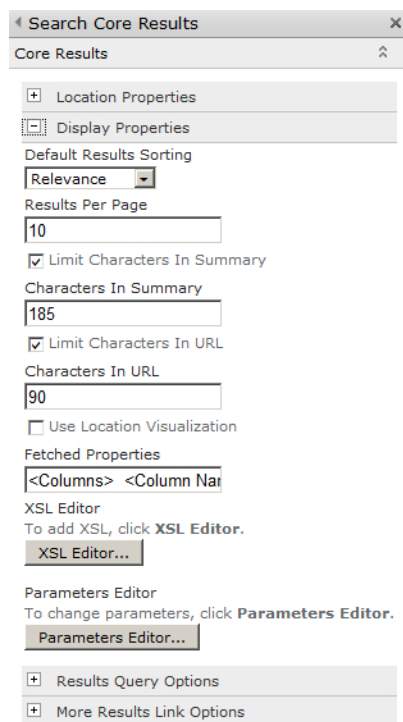 Search Core Results
Core Results
Location Properties
Display Properties
Default Results Sorting
Relevance
Results Per Page
10
Limit Characters In Summary
Characters In Summary
185
Limit Characters In URL
Characters In URL
90
Use Location Visualization
Fetched Properties
<Columns> <Column Nar
XSL Editor
To add XSL, click XSL Editor.
XSL Editor...
Parameters Editor
To change parameters, click Parameters Editor.
Parameters Editor...
Results Query Options
More Results Link Options